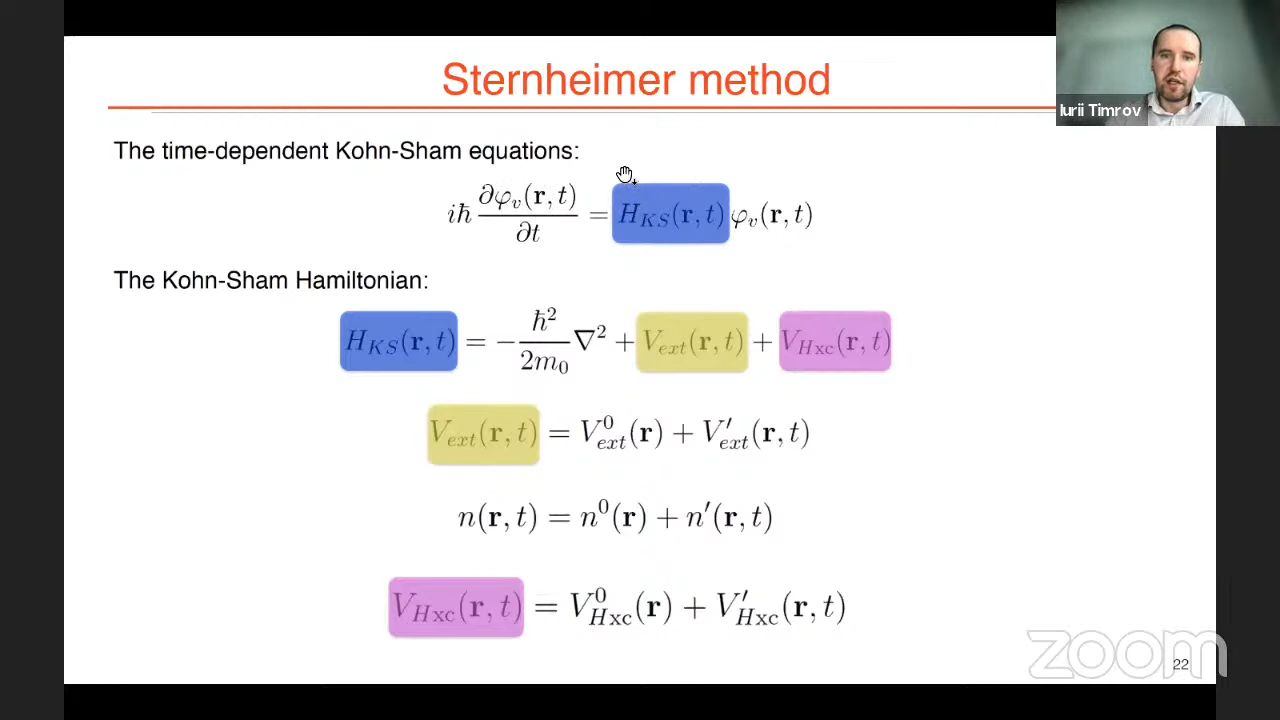 Sternheimer method
Iurii Timrov
The time-dependent Kohn-Sham equations:
iħ ∂φ_v(r, t)/∂t = H_KS(r, t) φ_v(r, t)
The Kohn-Sham Hamiltonian:
H_KS(r, t) = −ħ²/2m₀ ∇² + V_ext(r, t) + V_Hxc(r, t)
V_ext(r, t) = V⁰_ext(r) + V′_ext(r, t)
n(r, t) = n⁰(r) + n′(r, t)
V_Hxc(r, t) = V⁰_Hxc(r) + V′_Hxc(r, t)
zoom
22